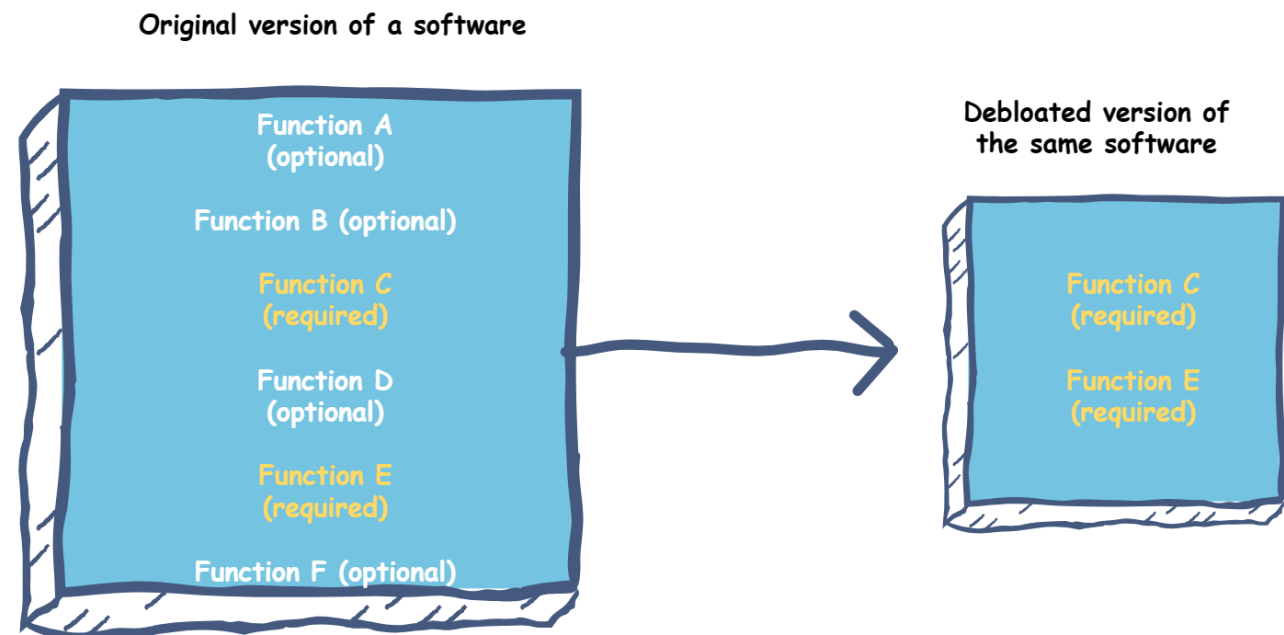 Original version of a software
Function A
(optional)
Function B (optional)
Function C
(required)
Function D
(optional)
Function E
(required)
Function F (optional)
Debloated version of
the same software
Function C
(required)
Function E
(required)